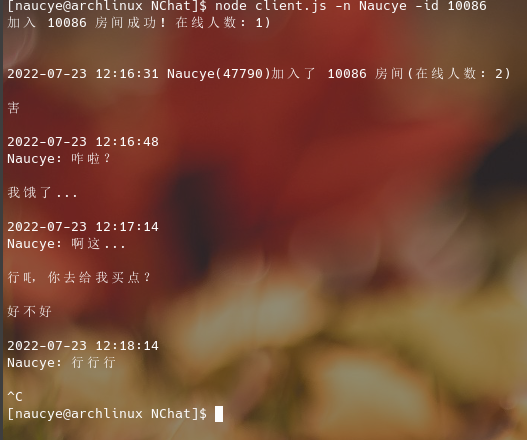 [naucye@archlinux NChat]$ node client.js -n Naucye -id 10086
加入 10086 房间成功! 在线人数: 1)
2022-07-23 12:16:31 Naucye(47790)加入了 10086 房间(在线人数: 2)
害
2022-07-23 12:16:48
Naucye: 咋啦?
我饿了...
2022-07-23 12:17:14
Naucye: 啊这...
行吧, 你去给我买点?
好不好
2022-07-23 12:18:14
Naucye: 行行行
^C
[naucye@archlinux NChat]$